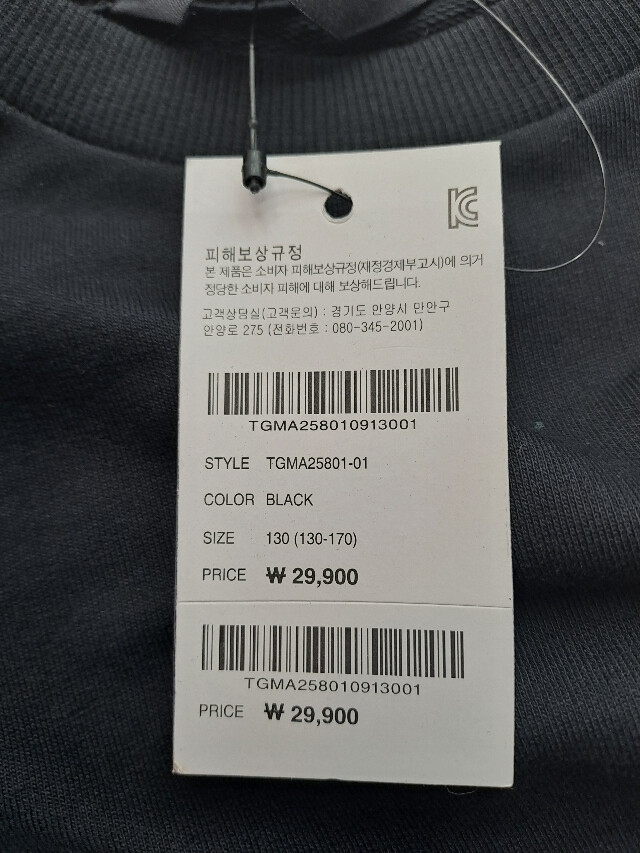 피해보상규정
본 제품은 소비자 피해보상규정(재정경제부고시)에 의거
정당한 소비자 피해에 대해 보상해드립니다.
고객상담실(고객문의) : 경기도 안양시 만안구
안양로 275 (전화번호 : 080-345-2001)
TGMA258010913001
STYLE TGMA25801-01
COLOR BLACK
SIZE 130 (130-170)
PRICE ₩ 29,900
TGMA258010913001
PRICE ₩ 29,900